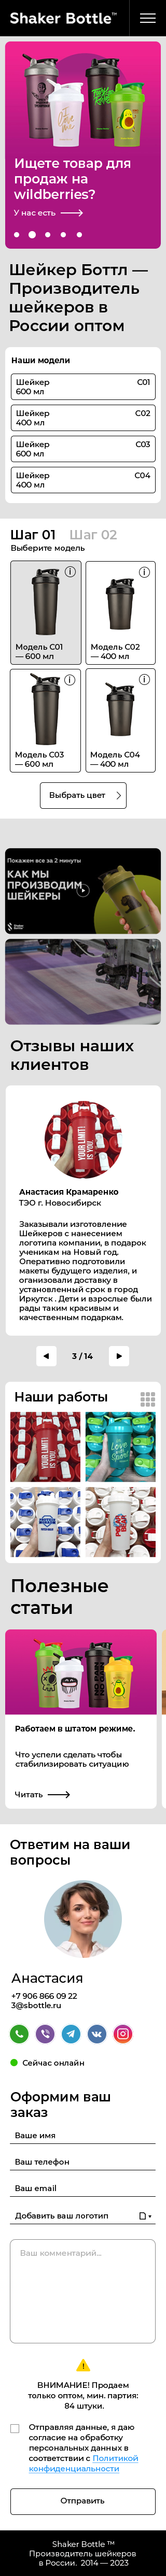 Shaker Bottle™
Ищете товар для
продаж на
wildberries?
У нас есть
Шейкер Боттл —
Производитель
шейкеров в
России оптом
Наши модели
Шейкер C01
600 мл
Шейкер C02
400 мл
Шейкер C03
600 мл
Шейкер C04
400 мл
Шаг 01 Шаг 02
Выберите модель
Модель C01
— 600 мл
Модель C02
— 400 мл
Модель C03
— 600 мл
Модель C04
— 400 мл
Выбрать цвет
Покажем все за 2 минуты
КАК МЫ
ПРОИЗВОДИМ
ШЕЙКЕРЫ
Отзывы наших
клиентов
YOUR LIMIT
IS YOU.
Анастасия Крамаренко
ТЭО г. Новосибирск
Заказывали изготовление
Шейкеров с нанесением
логотипа компании, в подарок
ученикам на Новый год.
Оперативно подготовили
макеты будущего изделия, и
организовали доставку в
установленный срок в город
Иркутск . Дети и взрослые были
рады таким красивым и
качественным подаркам.
3 / 14
Наши работы
Полезные
статьи
NO PAIN
NO GAIN
Работаем в штатом режиме.
Что успели сделать чтобы
стабилизировать ситуацию
Читать
Ответим на ваши
вопросы
Анастасия
+7 906 866 09 22
3@sbottle.ru
Сейчас онлайн
Оформим ваш
заказ
Ваше имя
Ваш телефон
Ваш email
Добавить ваш логотип
Ваш комментарий...
ВНИМАНИЕ! Продаем
только оптом, мин. партия:
84 штуки.
Отправляя данные, я даю
согласие на обработку
персональных данных в
соответствии с Политикой
конфиденциальности
Отправить
Shaker Bottle ™
Производитель шейкеров
в России. 2014 — 2023